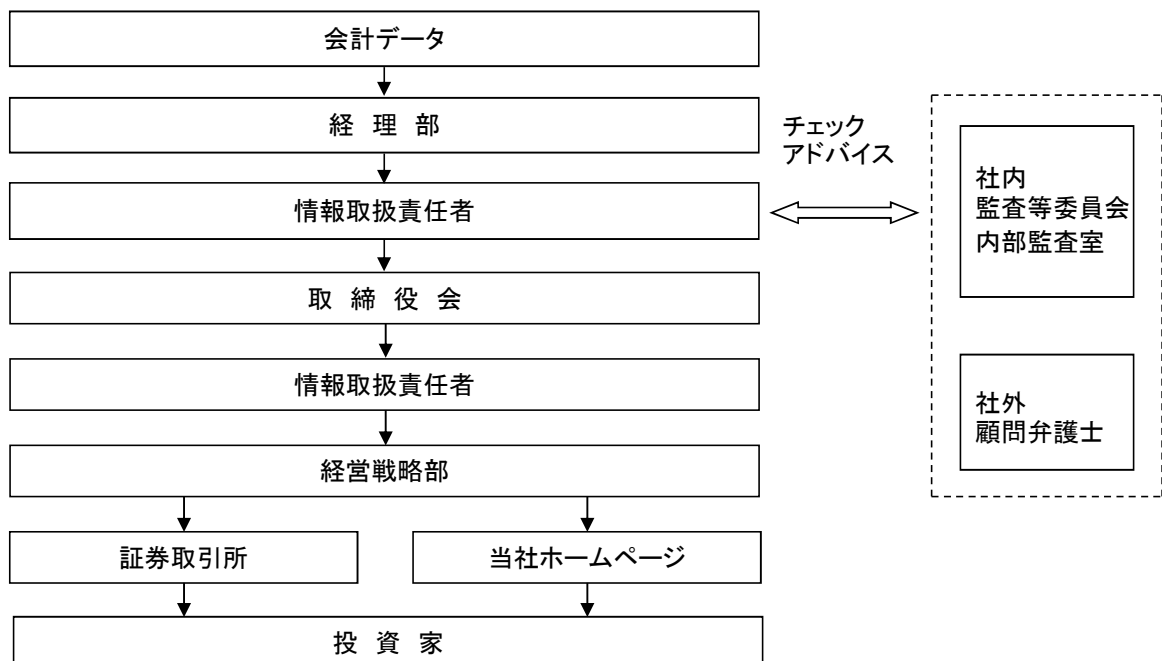 会計データ
経 理 部
チェック
アドバイス
情報取扱責任者
社内
監査等委員会
内部監査室
取 締 役 会
情報取扱責任者
社外
顧問弁護士
経営戦略部
証券取引所
当社ホームページ
投 資 家